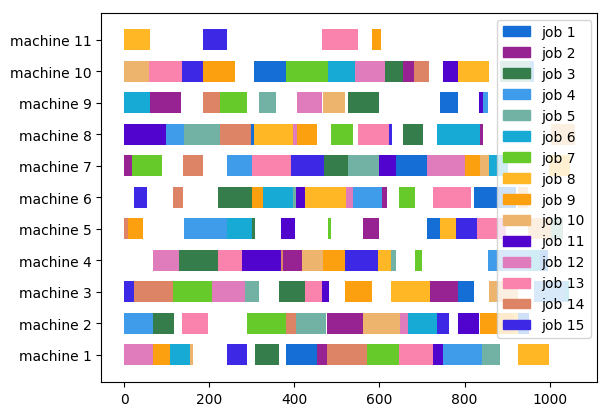 machine 11
machine 10
machine 9
machine 8
machine 7
machine 6
machine 5
machine 4
machine 3
machine 2
machine 1
0
200
400
600
800
1000
job 1
job 2
job 3
job 4
job 5
job 6
job 7
job 8
job 9
job 10
job 11
job 12
job 13
job 14
job 15